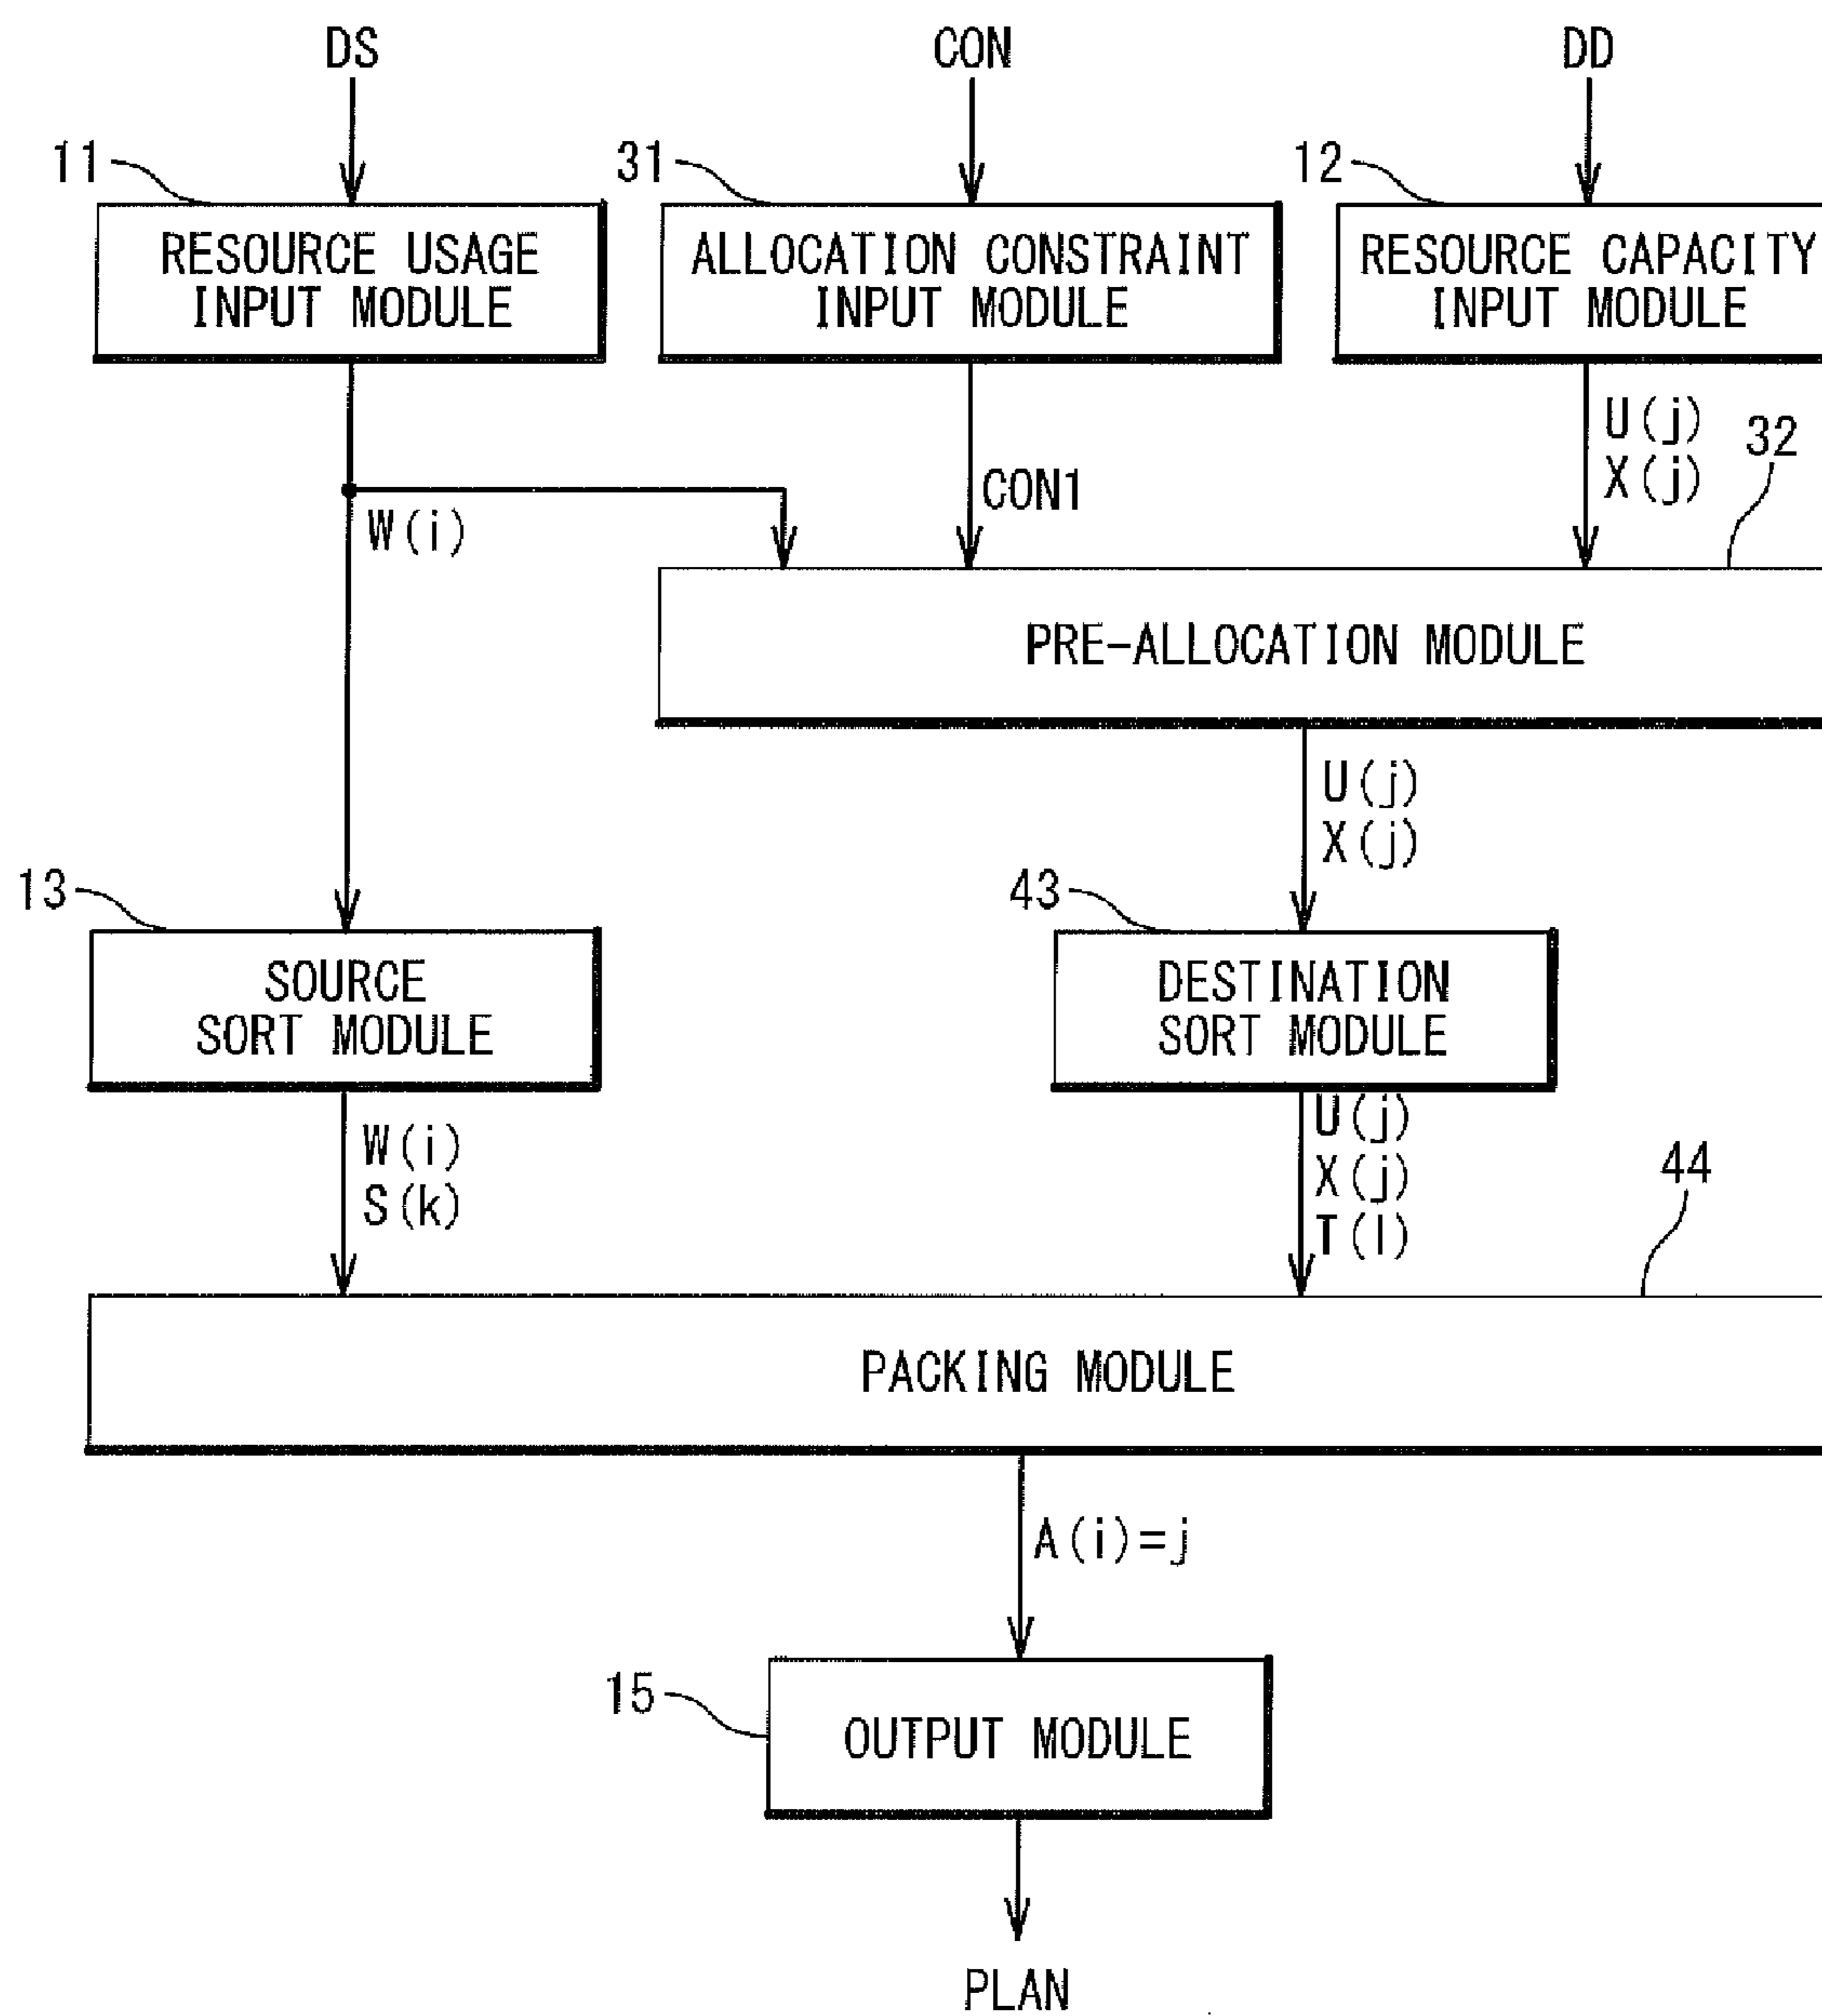 DS
CON
DD
11
31
12
RESOURCE USAGE
INPUT MODULE
ALLOCATION CONSTRAINT
INPUT MODULE
RESOURCE CAPACITY
INPUT MODULE
U(j)
X(j)
32
CON1
W(i)
PRE-ALLOCATION MODULE
U(j)
X(j)
13
43
SOURCE
SORT MODULE
DESTINATION
SORT MODULE
W(i)
S(k)
U(j)
X(j)
T(l)
44
PACKING MODULE
A(i)=j
15
OUTPUT MODULE
PLAN